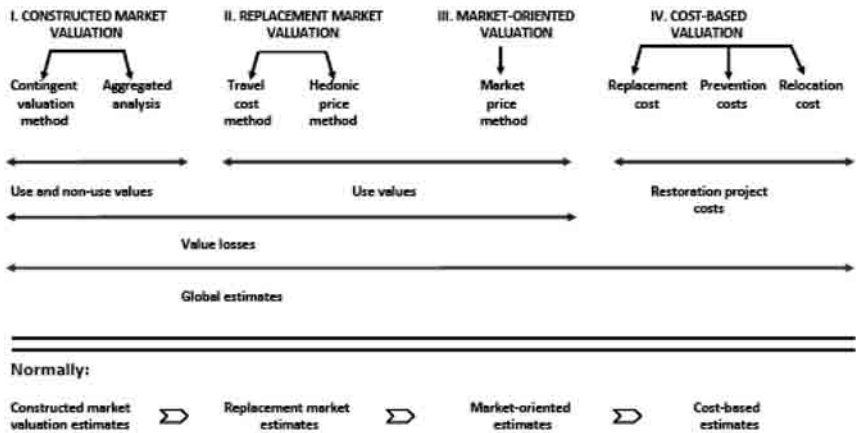 I. CONSTRUCTED MARKET VALUATION
II. REPLACEMENT MARKET VALUATION
III. MARKET-ORIENTED VALUATION
IV. COST-BASED VALUATION
Contingent valuation method
Aggregated analysis
Travel cost method
Hedonic price method
Market price method
Replacement cost
Prevention costs
Relocation cost
Use and non-use values
Use values
Restoration project costs
Value losses
Global estimates
Normally:
Constructed market valuation estimates
Replacement market estimates
Market-oriented estimates
Cost-based estimates